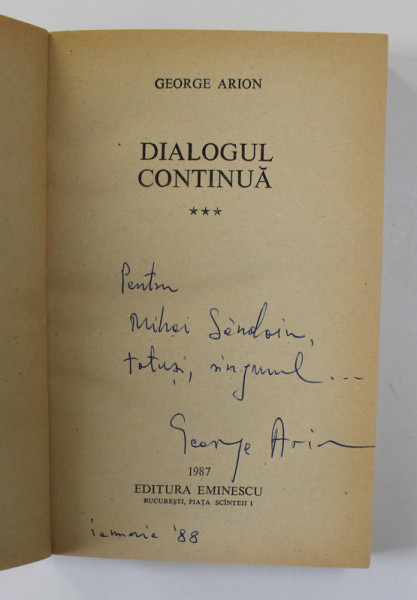 GEORGE ARION
DIALOGUL
CONTINUĂ
★★★
Pentru
Mihai Sândoiu,
totuși, singurul...
George Arion
1987
EDITURA EMINESCU
BUCUREȘTI, PIAȚA SCÎNTEII 1
ianuarie '88